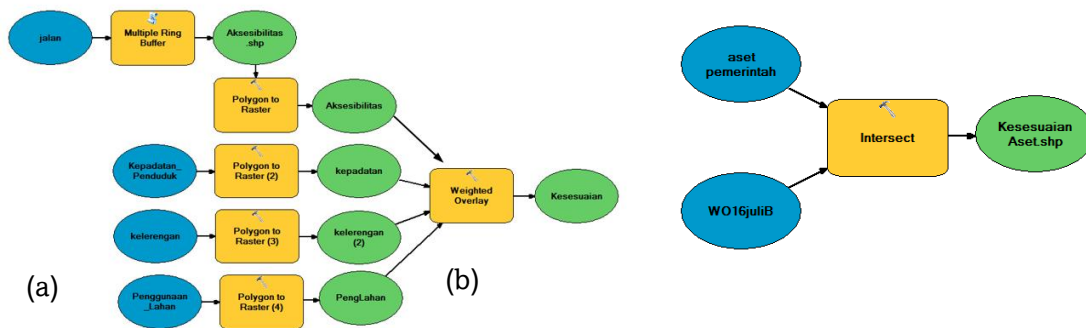 jalan
Multiple Ring
Buffer
Aksesibilitas
.shp
Polygon to
Raster
Aksesibilitas
Kepadatan_
Penduduk
Polygon to
Raster (2)
kepadatan
Weighted
Overlay
Kesesuaian
kelerengan
Polygon to
Raster (3)
kelerengan
(2)
(a)
Penggunaan
_Lahan
Polygon to
Raster (4)
PengLahan
(b)
aset
pemerintah
Intersect
Kesesuaian
Aset.shp
WO16juliB